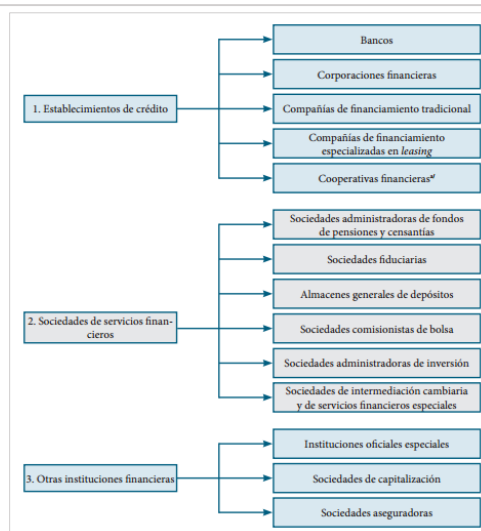 1. Establecimientos de crédito
Bancos
Corporaciones financieras
Compañías de financiamiento tradicional
Compañías de financiamiento
especializadas en leasing
Cooperativas financierasᵃ/
2. Sociedades de servicios finan-
cieros
Sociedades administradoras de fondos
de pensiones y censantías
Sociedades fiduciarias
Almacenes generales de depósitos
Sociedades comisionistas de bolsa
Sociedades administradoras de inversión
Sociedades de intermediación cambiaria
y de servicios financieros especiales
3. Otras instituciones financieras
Instituciones oficiales especiales
Sociedades de capitalización
Sociedades aseguradoras